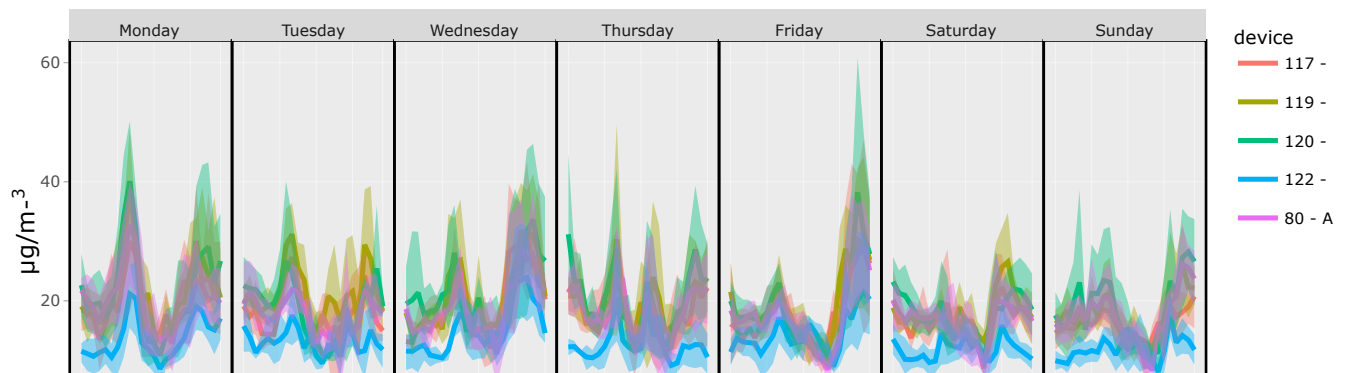 Monday Tuesday Wednesday Thursday Friday Saturday Sunday
device
60
117 -
119 -
120 -
40
122 -
µg/m-³
80 - A
20